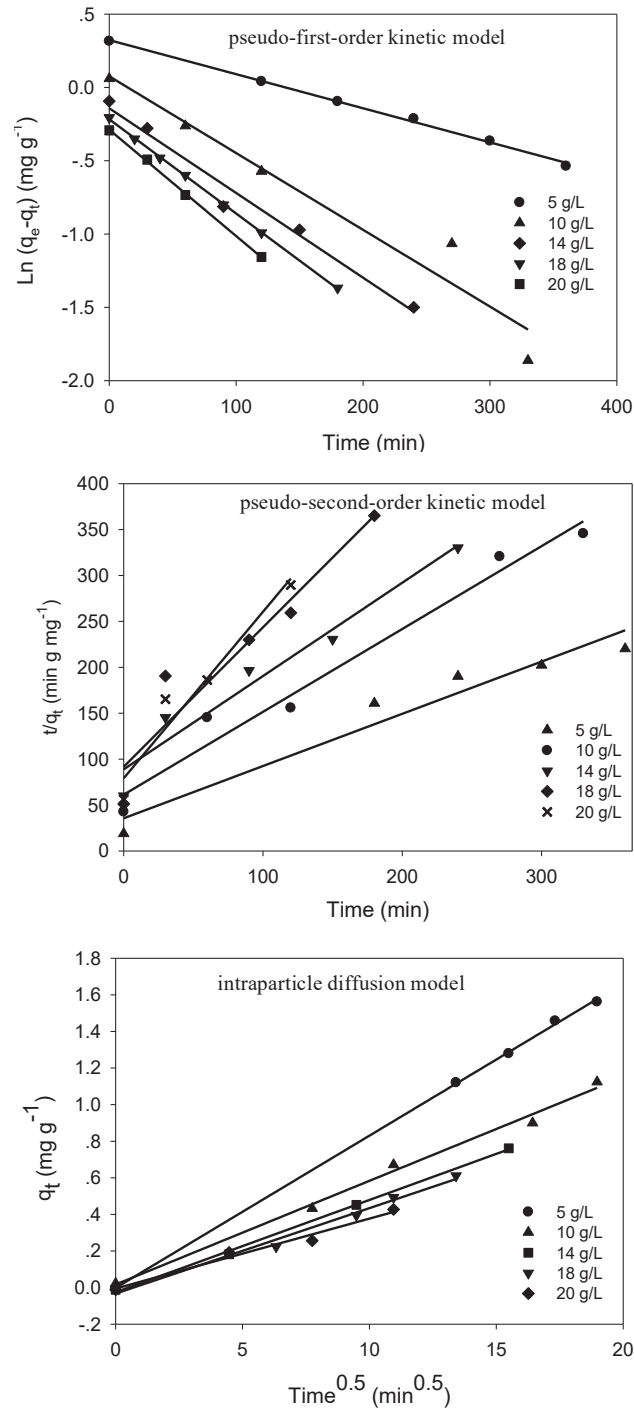 pseudo-first-order kinetic model
.5
0.0
-.5
-1.0
-1.5
-2.0
Ln (qe-qt) (mg g-1)
5 g/L
10 g/L
14 g/L
18 g/L
20 g/L
0 100 200 300 400
Time (min)
pseudo-second-order kinetic model
400
350
300
250
200
150
100
50
0
t/qt (min g mg-1)
5 g/L
10 g/L
14 g/L
18 g/L
20 g/L
0 100 200 300
Time (min)
intraparticle diffusion model
1.8
1.6
1.4
1.2
1.0
.8
.6
.4
.2
0.0
-.2
qt (mg g-1)
5 g/L
10 g/L
14 g/L
18 g/L
20 g/L
0 5 10 15 20
Time0.5 (min0.5)